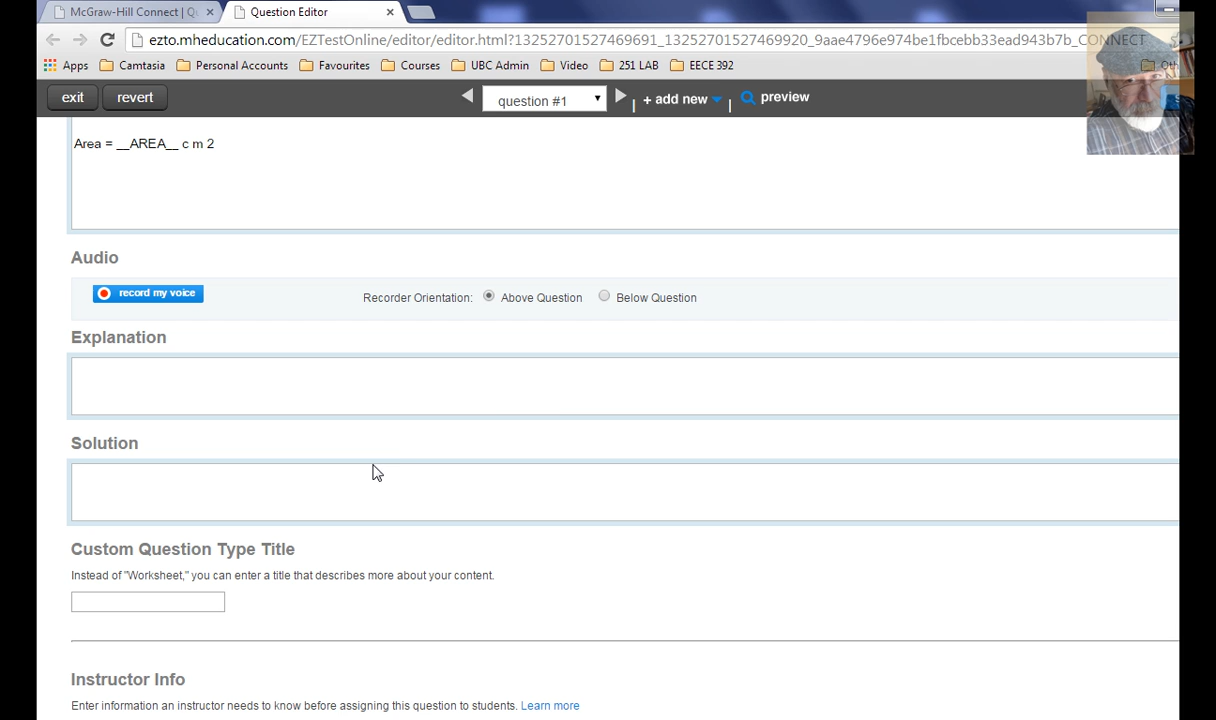 McGraw-Hill Connect | Qu
Question Editor
ezto.mheducation.com/EZTestOnline/editor/editor.html?13252701527469691_13252701527469920_9aae4796e974be1fbcebb33ead943b7b_CONNECT
Apps Camtasia Personal Accounts Favourites Courses UBC Admin Video 251 LAB EECE 392 Oth
exit revert question #1 + add new preview
Area = __AREA__ c m 2
Audio
record my voice Recorder Orientation: Above Question Below Question
Explanation
Solution
Custom Question Type Title
Instead of "Worksheet," you can enter a title that describes more about your content.
Instructor Info
Enter information an instructor needs to know before assigning this question to students. Learn more